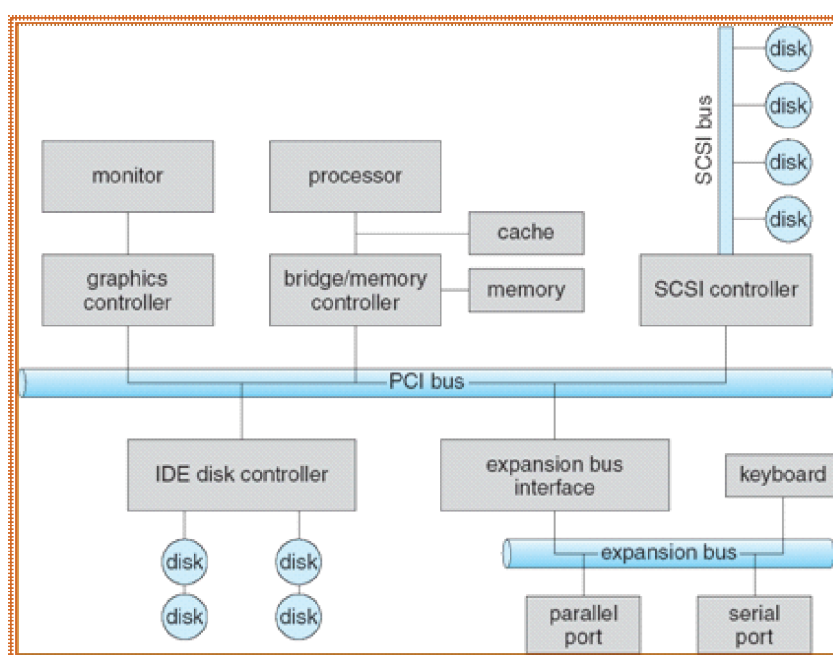 disk
disk
SCSI bus
disk
disk
monitor
processor
cache
graphics
controller
bridge/memory
controller
memory
SCSI controller
PCI bus
IDE disk controller
expansion bus
interface
keyboard
disk
disk
expansion bus
disk
disk
parallel
port
serial
port